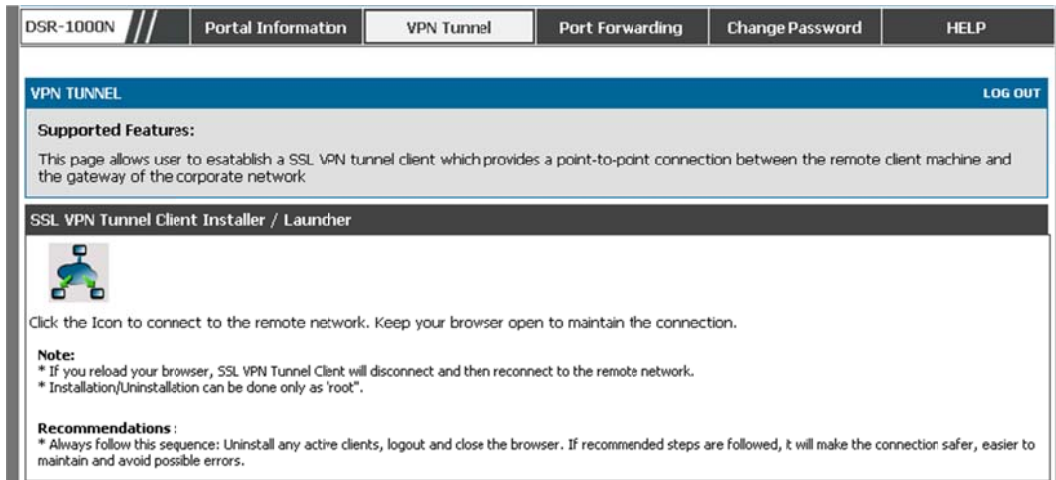 DSR-1000N
Portal Information
VPN Tunnel
Port Forwarding
Change Password
HELP
VPN TUNNEL
LOG OUT
Supported Features:
This page allows user to esatablish a SSL VPN tunnel client which provides a point-to-point connection between the remote client machine and
the gateway of the corporate network
SSL VPN Tunnel Client Installer / Launcher
Click the Icon to connect to the remote network. Keep your browser open to maintain the connection.
Note:
* If you reload your browser, SSL VPN Tunnel Client will disconnect and then reconnect to the remote network.
* Installation/Uninstallation can be done only as 'root".
Recommendations :
* Always follow this sequence: Uninstall any active clients, logout and close the browser. If recommended steps are followed, it will make the connection safer, easier to
maintain and avoid possible errors.